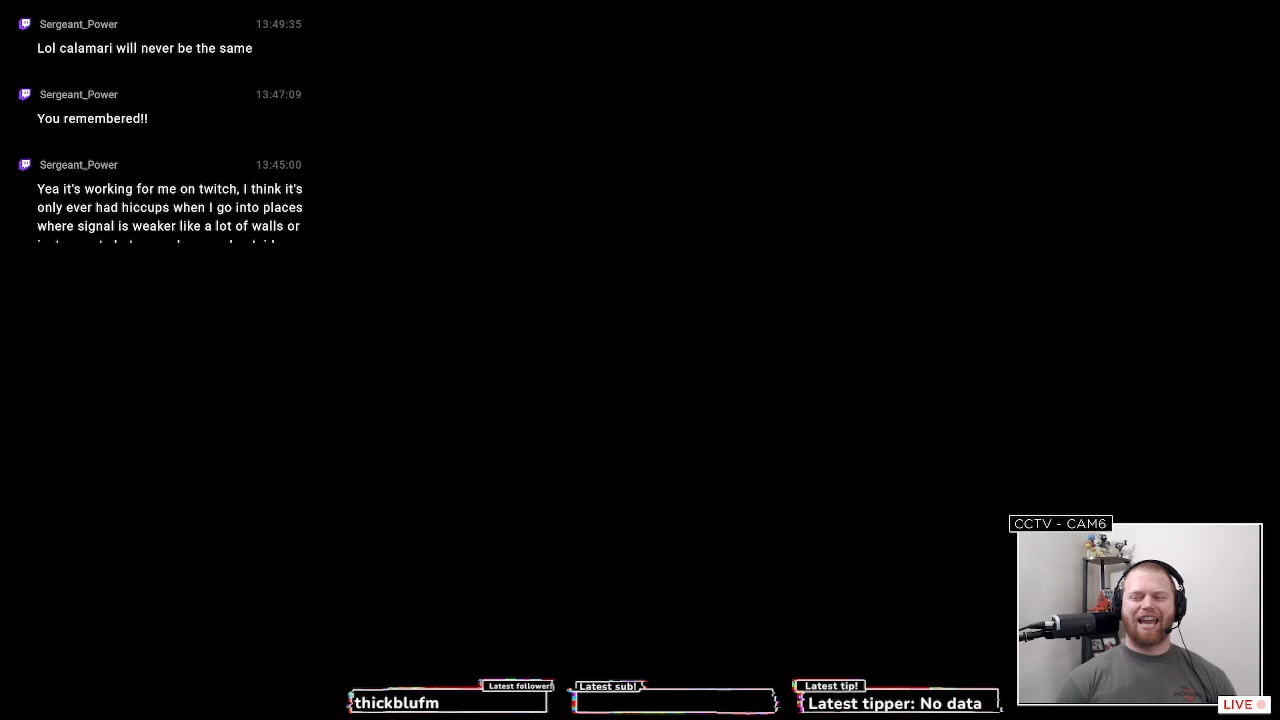 Sergeant_Power 13:49:35
Lol calamari will never be the same
Sergeant_Power 13:47:09
You remembered!!
Sergeant_Power 13:45:00
Yea it's working for me on twitch, I think it's
only ever had hiccups when I go into places
where signal is weaker like a lot of walls or
CCTV - CAM6
Latest follower!
thickblufm
Latest sub!
Latest tip!
Latest tipper: No data
LIVE